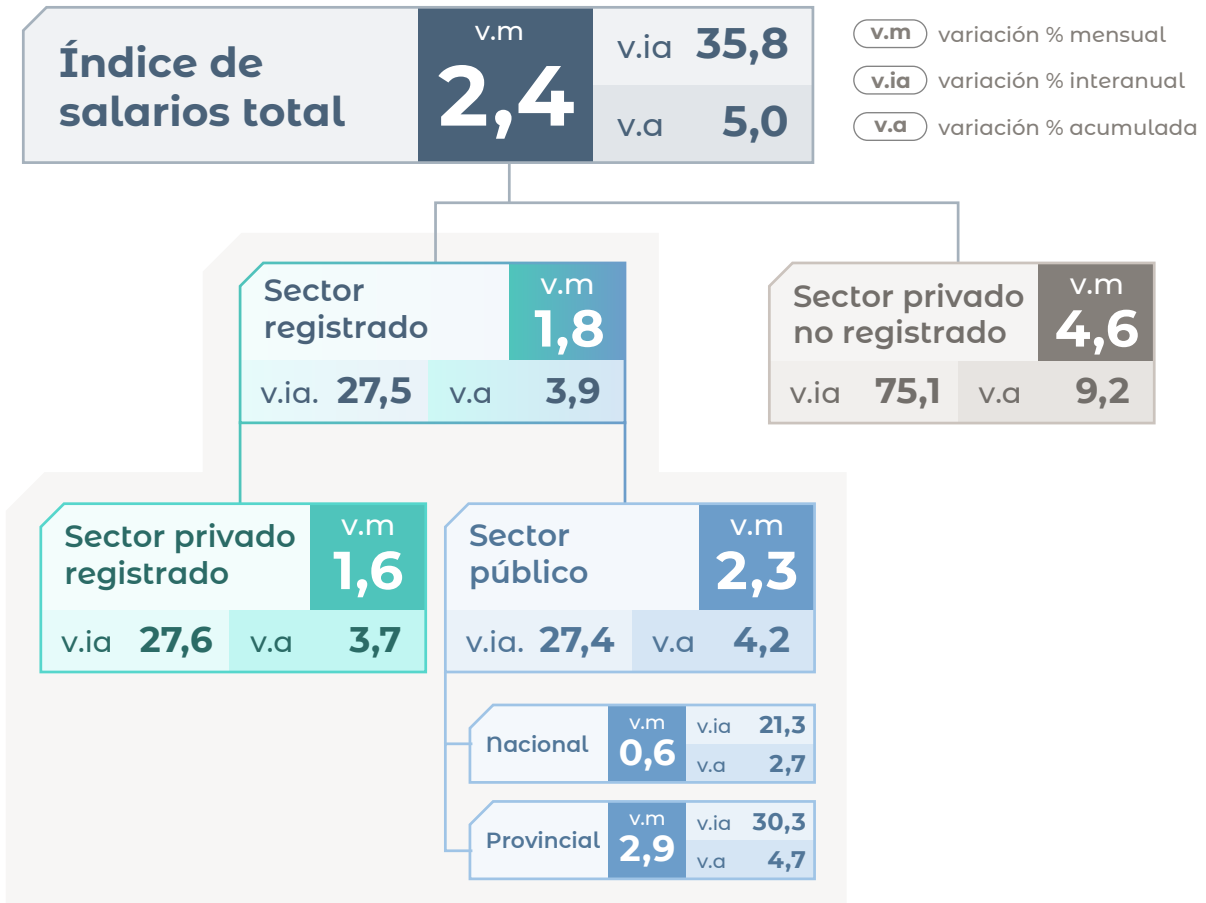 Índice de
salarios total
v.m
2,4
v.ia 35,8
v.a 5,0
v.m variación % mensual
v.ia variación % interanual
v.a variación % acumulada
Sector
registrado
v.m
1,8
v.ia. 27,5 v.a 3,9
Sector privado
no registrado
v.m
4,6
v.ia 75,1 v.a 9,2
Sector privado
registrado
v.m
1,6
v.ia 27,6 v.a 3,7
Sector
público
v.m
2,3
v.ia. 27,4 v.a 4,2
Nacional
v.m
0,6
v.ia 21,3
v.a 2,7
Provincial
v.m
2,9
v.ia 30,3
v.a 4,7